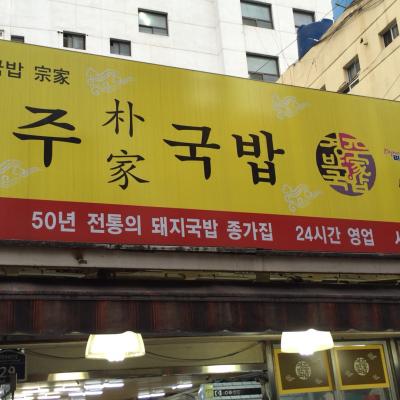 국밥 宗家
주 朴家 국밥
50년 전통의 돼지국밥 종가집 24시간 영업